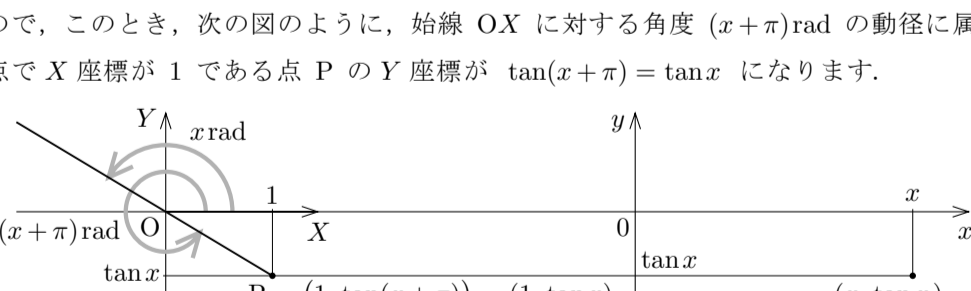 で，このとき，次の図のように，始線 OX に対する角度 (x+π)rad の動径に属
点で X 座標が 1 である点 P の Y 座標が tan(x+π) = tan x になります.
Y
x rad
y
1
x
(x+π)rad
O
X
0
x
tan x
tan x